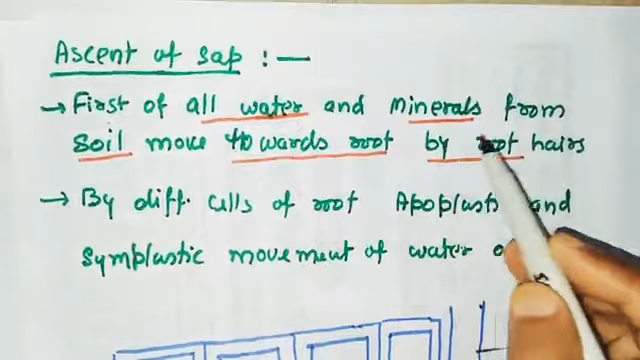 Ascent of sap : —
→ First of all water and minerals from
soil move towards root by root hairs
→ By diff. cells of root Apoplast and
symplastic movement of water